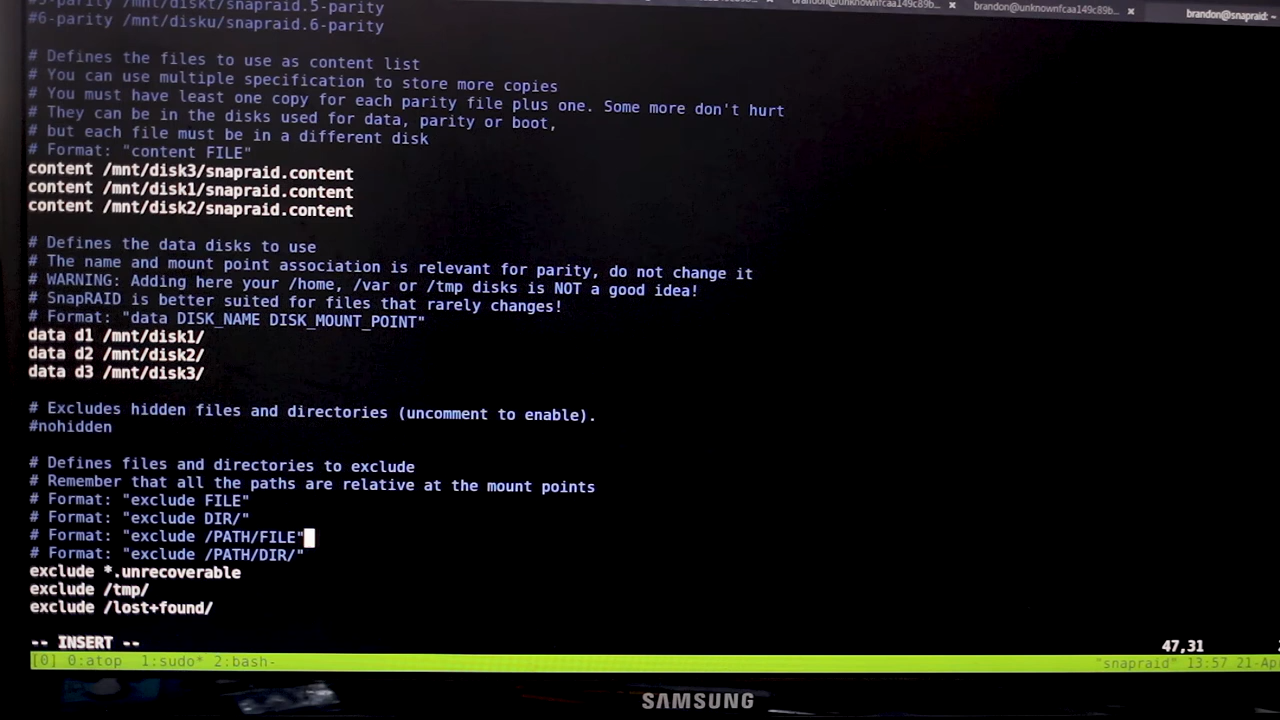 brandon@unknownfcaa149c89b...
brandon@unknownfcaa149c89b...
brandon@snapraid: ~
#5-parity /mnt/diskt/snapraid.5-parity
#6-parity /mnt/disku/snapraid.6-parity
# Defines the files to use as content list
# You can use multiple specification to store more copies
# You must have least one copy for each parity file plus one. Some more don't hurt
# They can be in the disks used for data, parity or boot,
# but each file must be in a different disk
# Format: "content FILE"
content /mnt/disk3/snapraid.content
content /mnt/disk1/snapraid.content
content /mnt/disk2/snapraid.content
# Defines the data disks to use
# The name and mount point association is relevant for parity, do not change it
# WARNING: Adding here your /home, /var or /tmp disks is NOT a good idea!
# SnapRAID is better suited for files that rarely changes!
# Format: "data DISK_NAME DISK_MOUNT_POINT"
data d1 /mnt/disk1/
data d2 /mnt/disk2/
data d3 /mnt/disk3/
# Excludes hidden files and directories (uncomment to enable).
#nohidden
# Defines files and directories to exclude
# Remember that all the paths are relative at the mount points
# Format: "exclude FILE"
# Format: "exclude DIR/"
# Format: "exclude /PATH/FILE"
# Format: "exclude /PATH/DIR/"
exclude *.unrecoverable
exclude /tmp/
exclude /lost+found/
-- INSERT -- 47,31
[0] 0:atop 1:sudo* 2:bash- "snapraid" 13:57 21-Ap
SAMSUNG